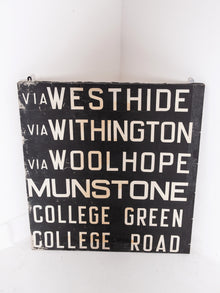 VIA WESTHIDE
VIA WITHINGTON
VIA WOOLHOPE
MUNSTONE
COLLEGE GREEN
COLLEGE ROAD